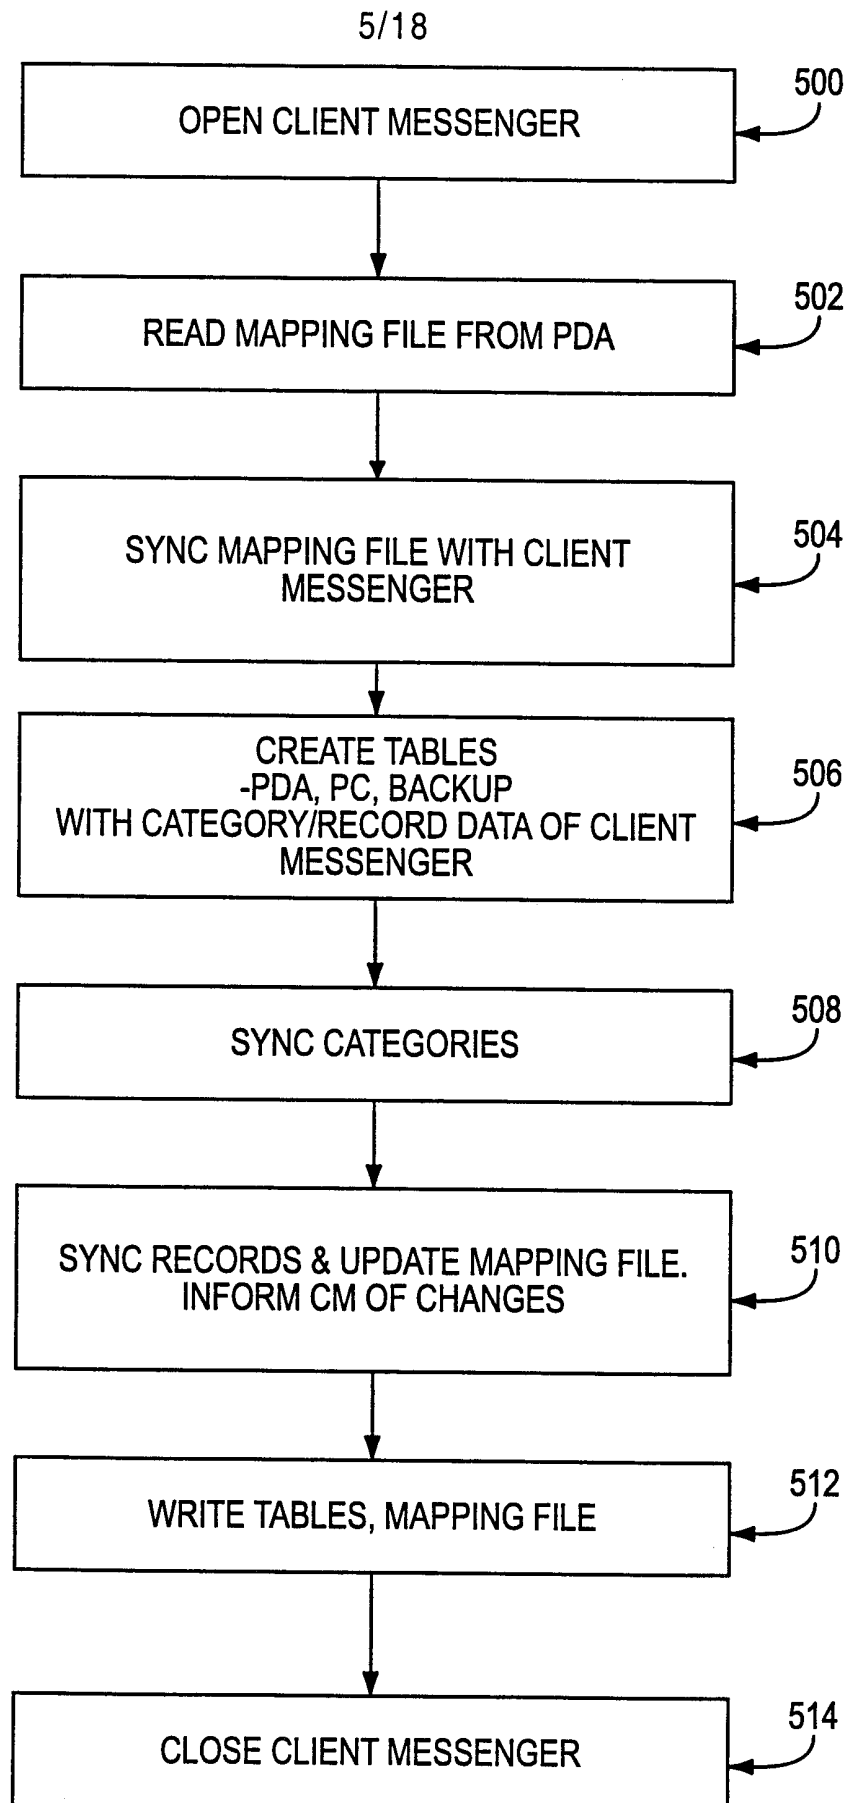 5/18
500
OPEN CLIENT MESSENGER
502
READ MAPPING FILE FROM PDA
504
SYNC MAPPING FILE WITH CLIENT
MESSENGER
506
CREATE TABLES
-PDA, PC, BACKUP
WITH CATEGORY/RECORD DATA OF CLIENT
MESSENGER
508
SYNC CATEGORIES
510
SYNC RECORDS & UPDATE MAPPING FILE.
INFORM CM OF CHANGES
512
WRITE TABLES, MAPPING FILE
514
CLOSE CLIENT MESSENGER